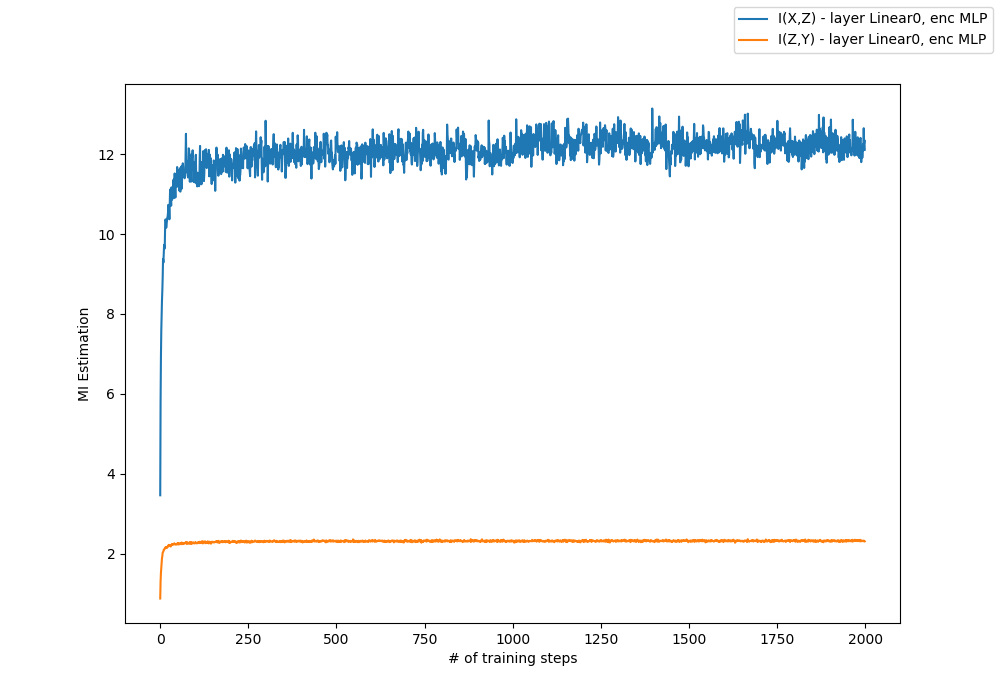 I(X,Z) - layer Linear0, enc MLP
I(Z,Y) - layer Linear0, enc MLP
12
10
8
6
4
2
MI Estimation
0 250 500 750 1000 1250 1500 1750 2000
# of training steps